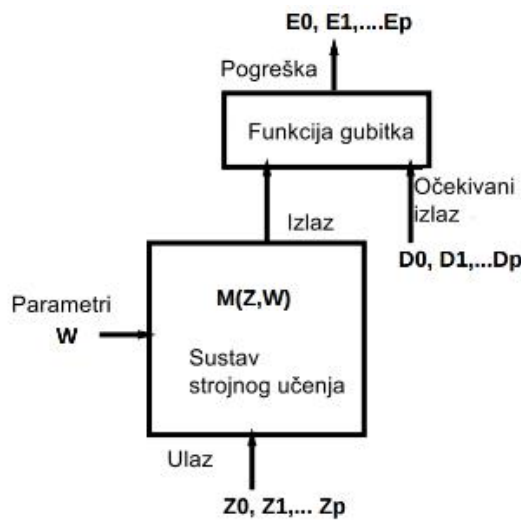 E0, E1,....Ep
Pogreška
Funkcija gubitka
Očekivani
izlaz
Izlaz
D0, D1,...Dp
M(Z,W)
Parametri
W
Sustav
strojnog učenja
Ulaz
Z0, Z1,... Zp